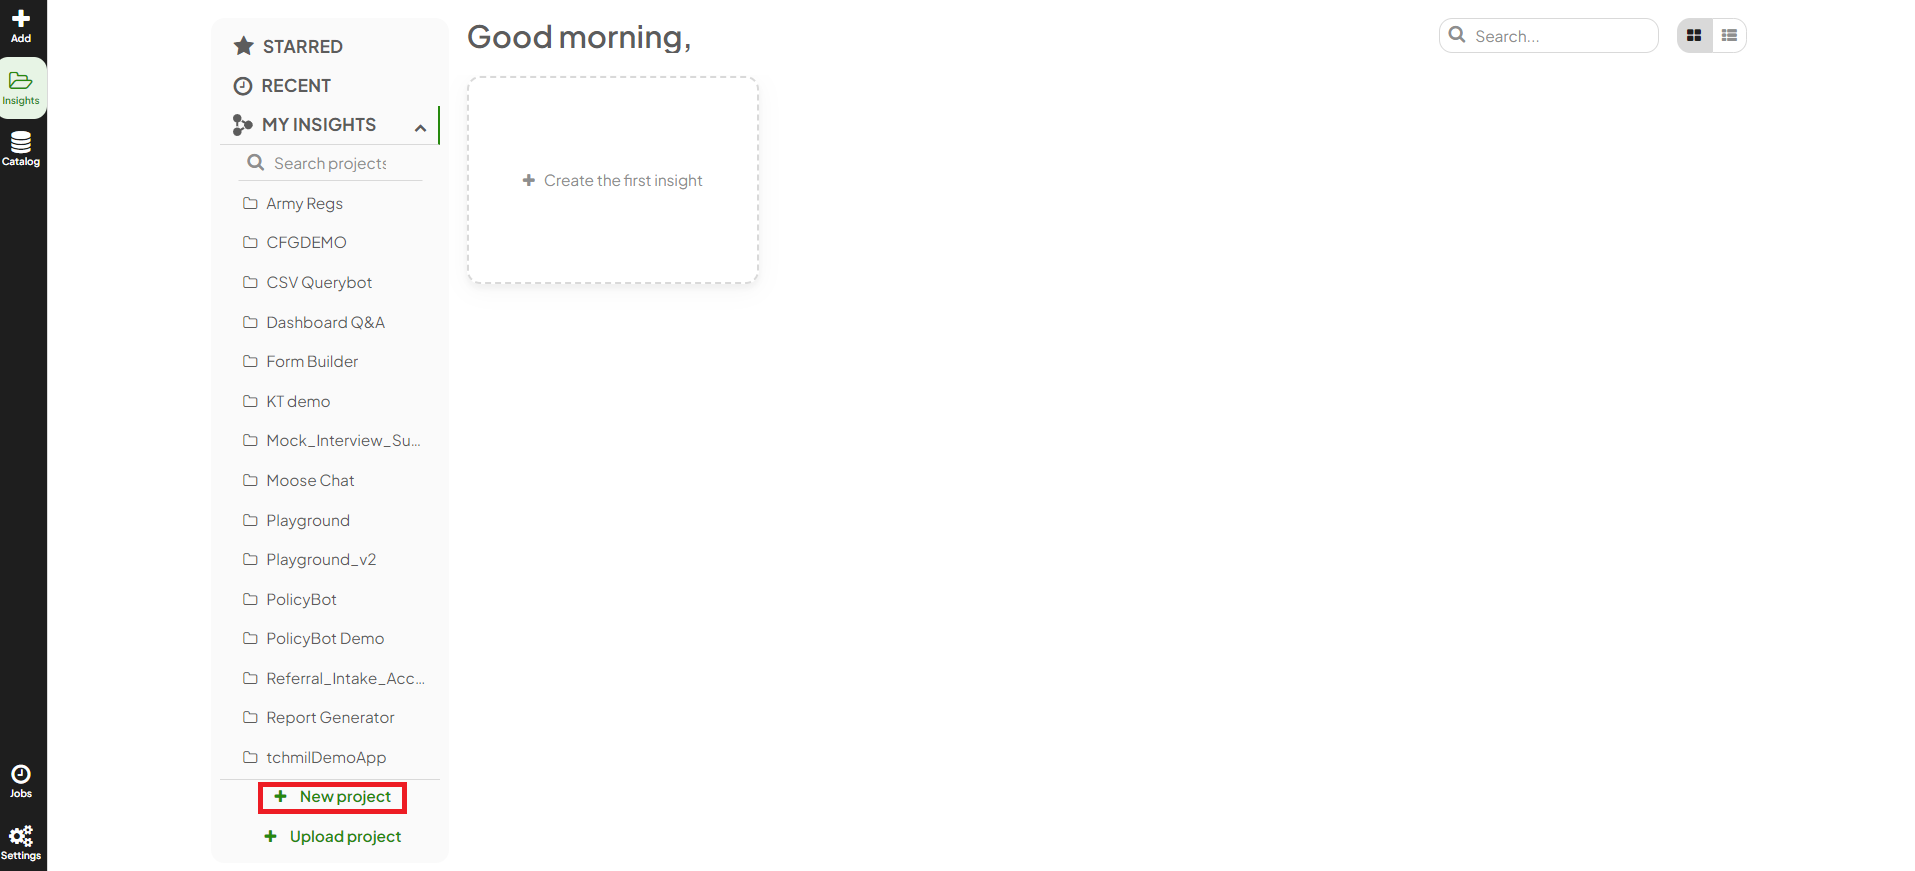 Add
Insights
Catalog
Jobs
Settings
STARRED
RECENT
MY INSIGHTS
Search projects
Army Regs
CFGDEMO
CSV Querybot
Dashboard Q&A
Form Builder
KT demo
Mock_Interview_Su...
Moose Chat
Playground
Playground_v2
PolicyBot
PolicyBot Demo
Referral_Intake_Acc...
Report Generator
tchmilDemoApp
New project
Upload project
Good morning,
Search...
Create the first insight